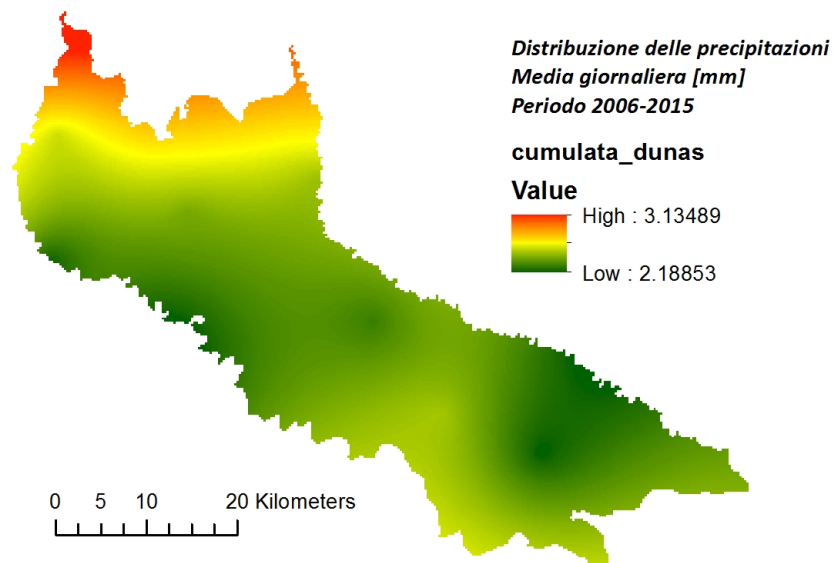 Distribuzione delle precipitazioni
Media giornaliera [mm]
Periodo 2006-2015
cumulata_dunas
Value
High : 3.13489
Low : 2.18853
0 5 10 20 Kilometers